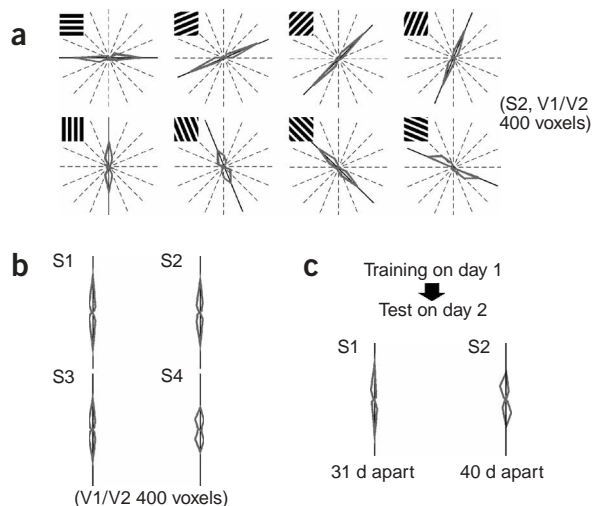 a
(S2, V1/V2
400 voxels)
b
S1
S2
S3
S4
(V1/V2 400 voxels)
c
Training on day 1
Test on day 2
S1
S2
31 d apart
40 d apart